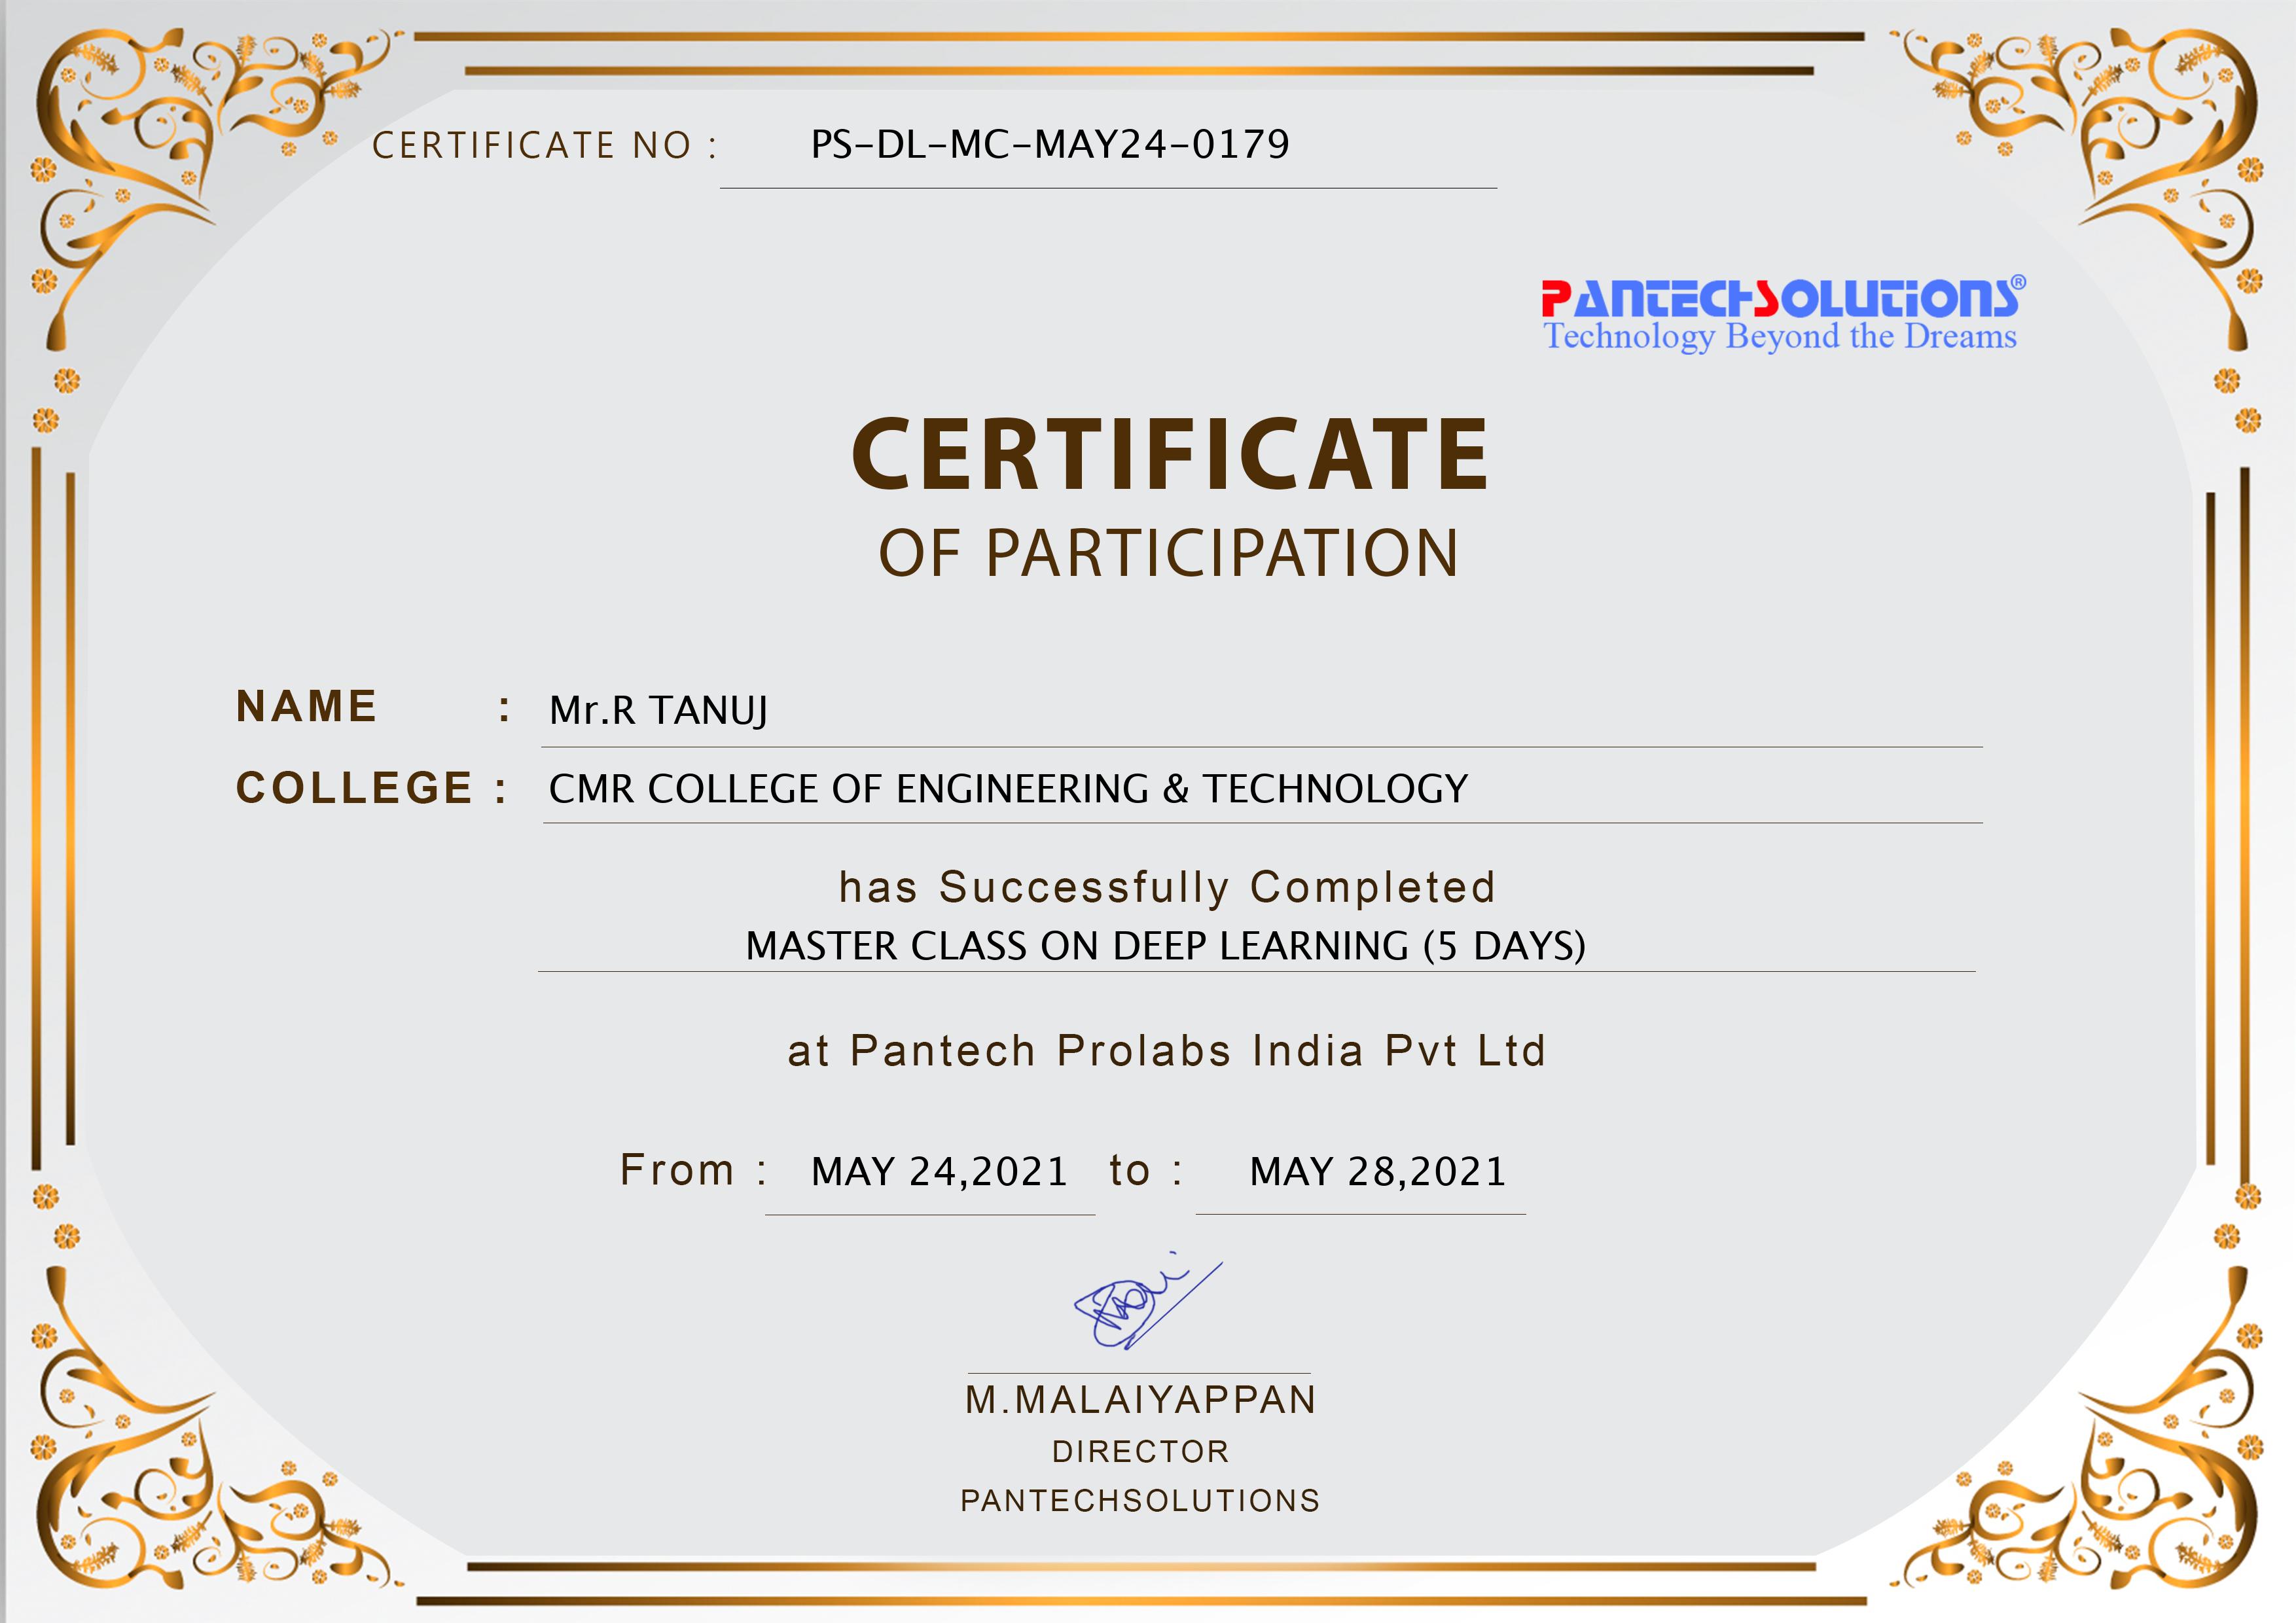 CERTIFICATE NO : PS-DL-MC-MAY24-0179
PANTECHSOLUTIONS®
Technology Beyond the Dreams
CERTIFICATE
OF PARTICIPATION
NAME : Mr.R TANUJ
COLLEGE : CMR COLLEGE OF ENGINEERING & TECHNOLOGY
has Successfully Completed
MASTER CLASS ON DEEP LEARNING (5 DAYS)
at Pantech Prolabs India Pvt Ltd
From : MAY 24,2021 to : MAY 28,2021
M.MALAIYAPPAN
DIRECTOR
PANTECHSOLUTIONS